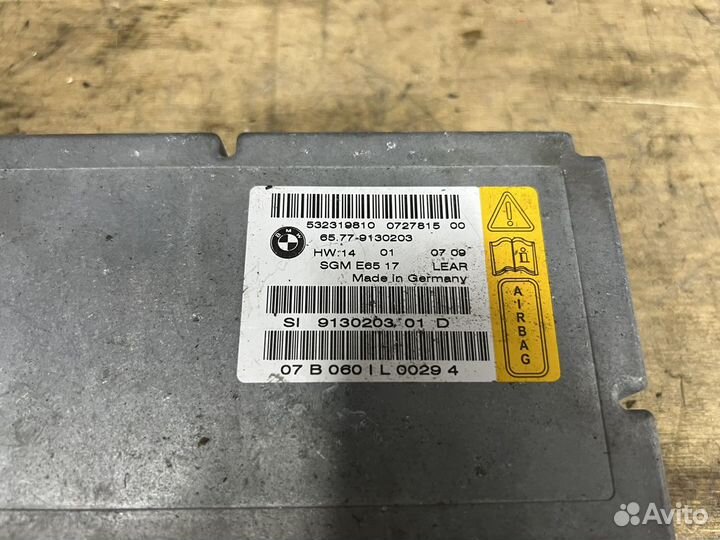 532319810 0727815 00
BMW
65.77-9130203
HW:14 01 07 09
SGM E65 17 LEAR
Made in Germany
SI 9130203 01 D
07 B 060 I L 0029 4
AIRBAG
Avito